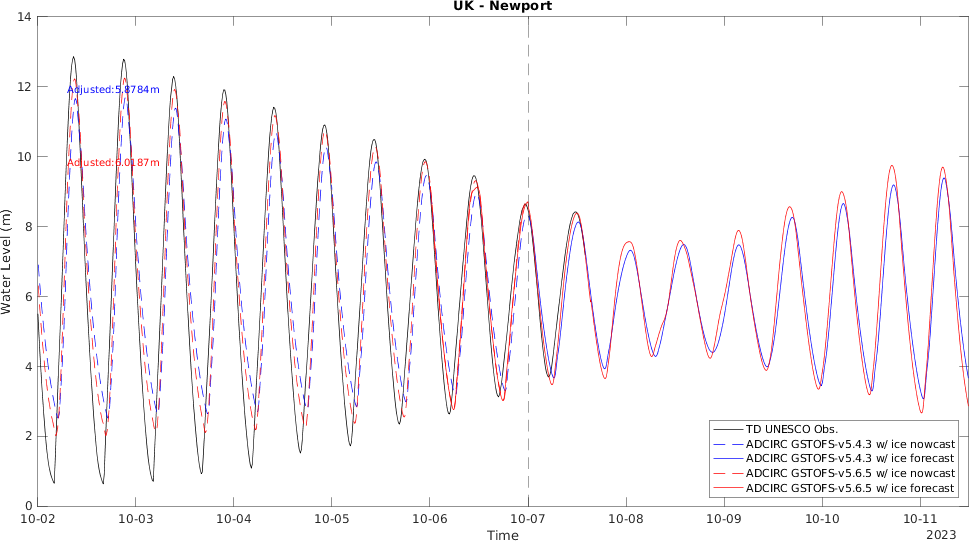 UK - Newport
Water Level (m)
14
12
10
8
6
4
2
0
Adjusted:5.8784m
Adjusted:6.0187m
TD UNESCO Obs.
ADCIRC GSTOFS-v5.4.3 w/ ice nowcast
ADCIRC GSTOFS-v5.4.3 w/ ice forecast
ADCIRC GSTOFS-v5.6.5 w/ ice nowcast
ADCIRC GSTOFS-v5.6.5 w/ ice forecast
10-02 10-03 10-04 10-05 10-06 10-07 10-08 10-09 10-10 10-11
Time
2023